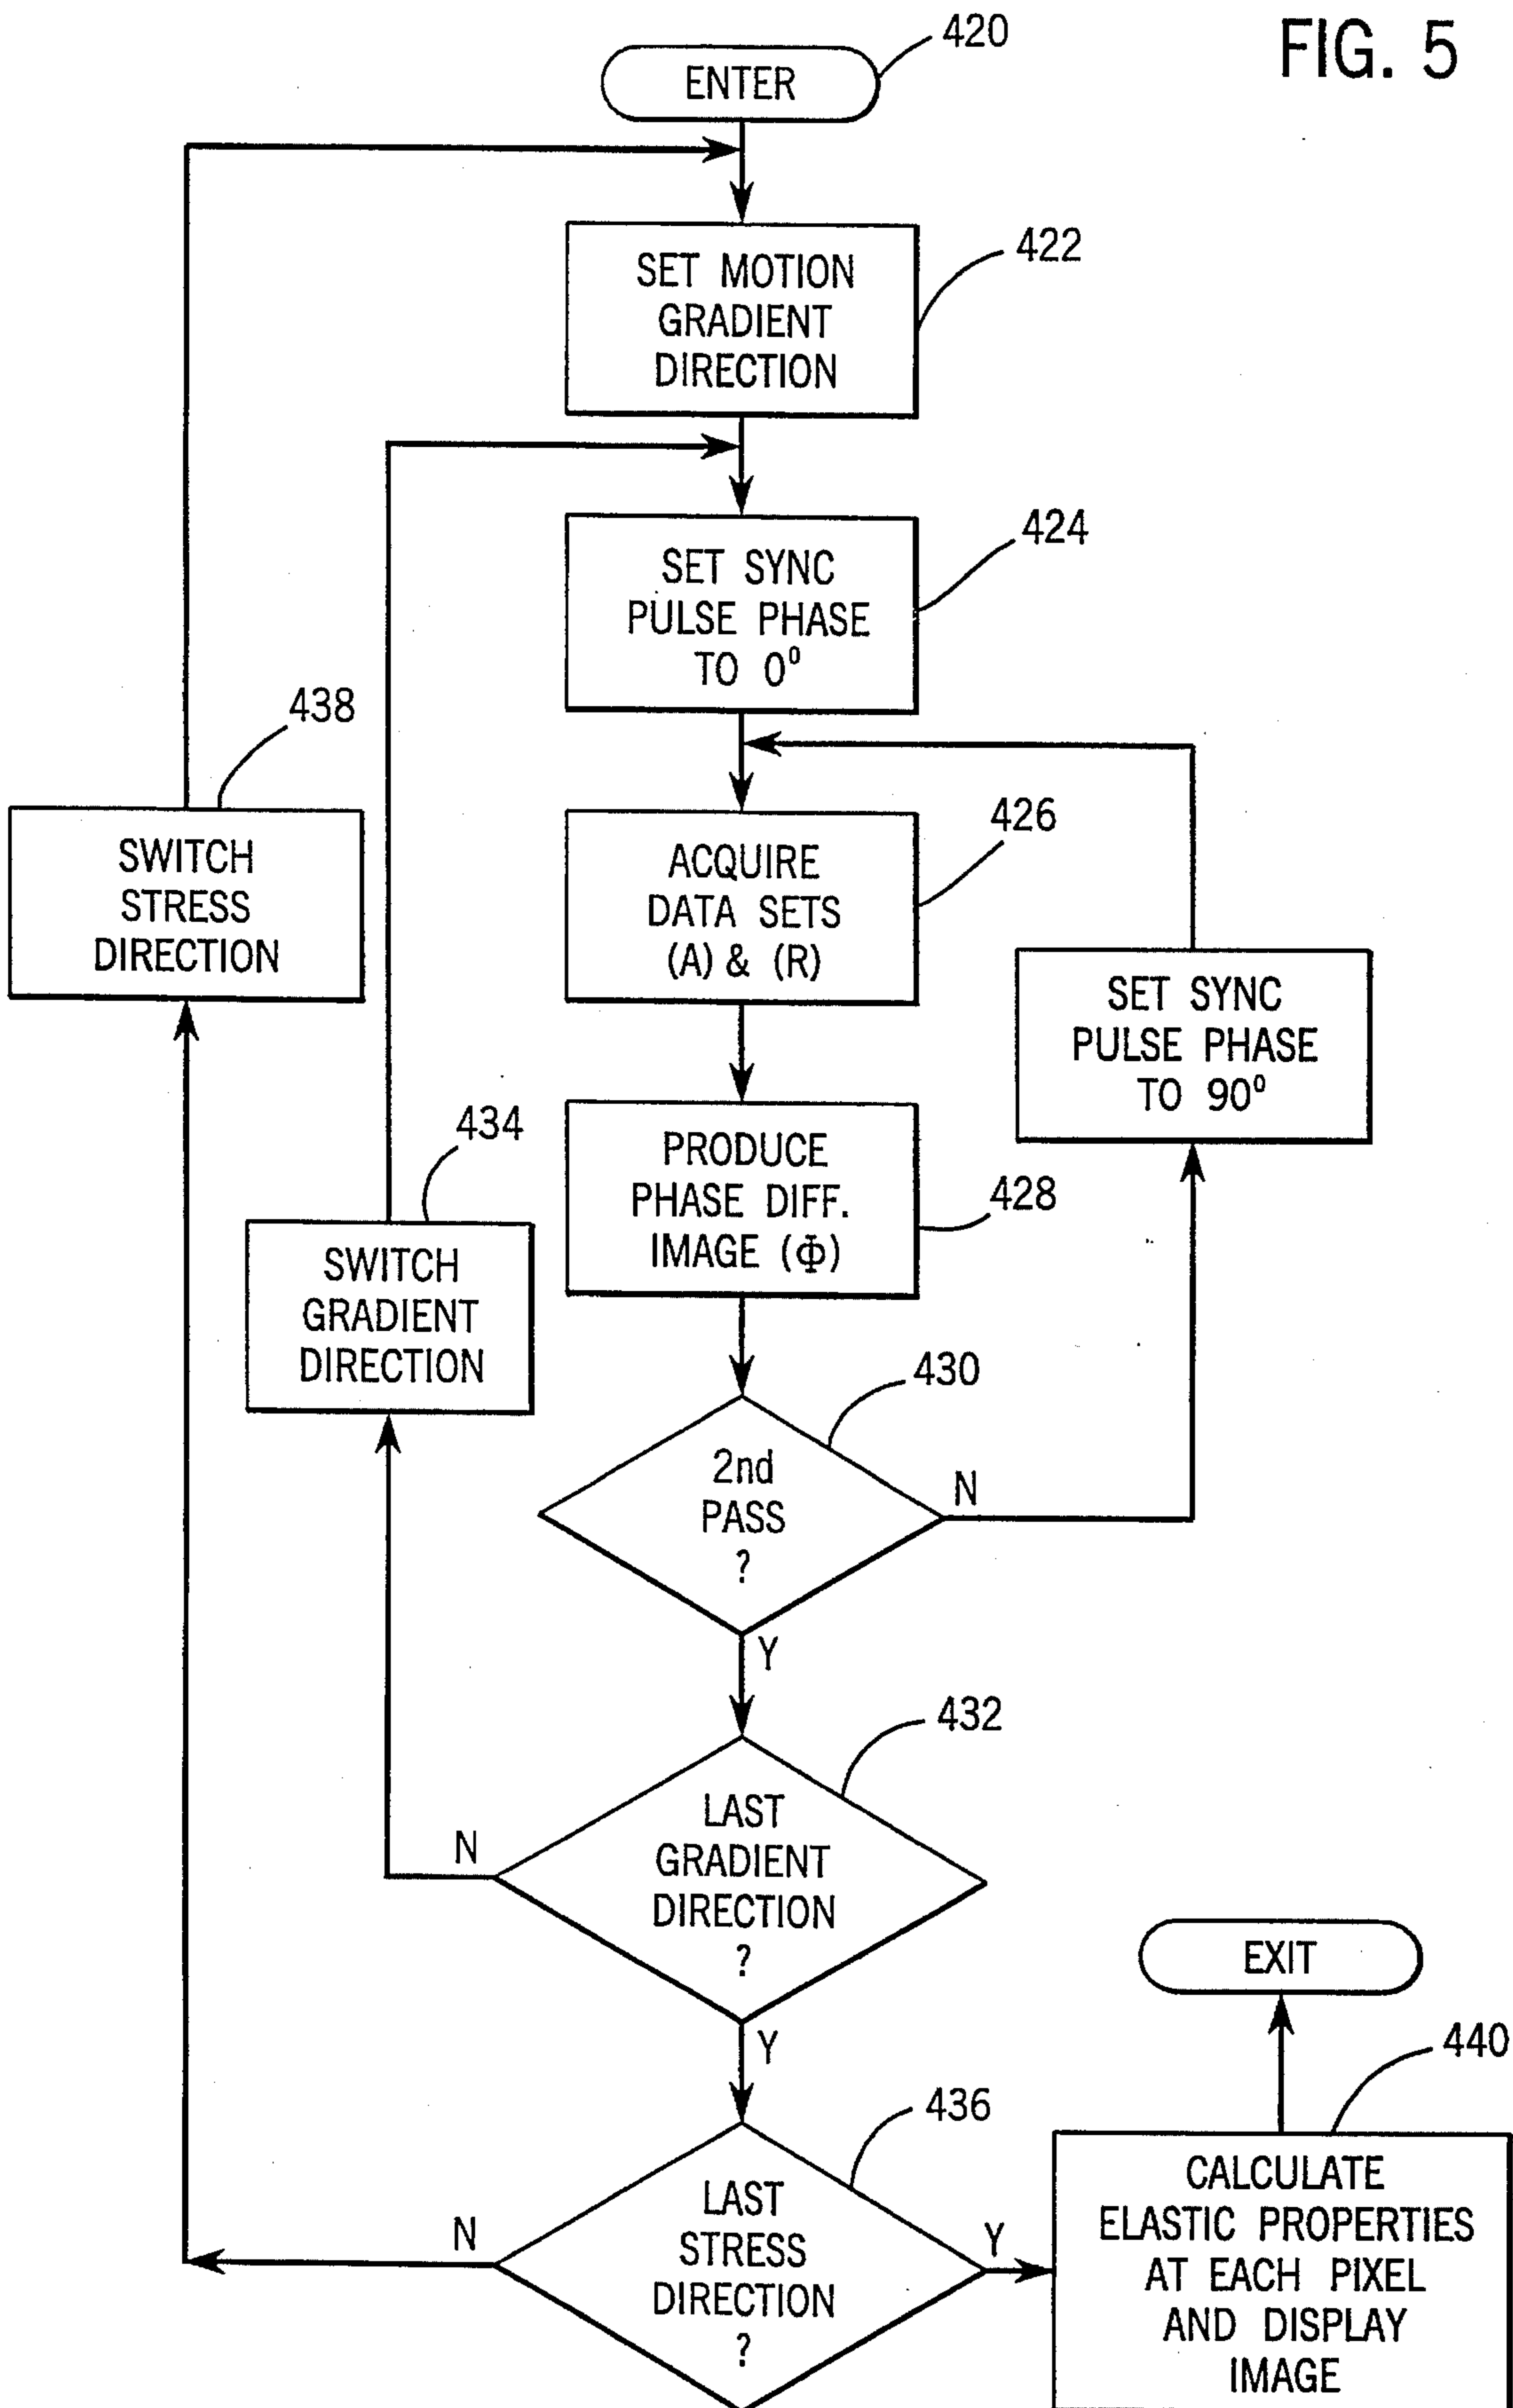 FIG. 5
420
ENTER
422
SET MOTION
GRADIENT
DIRECTION
424
SET SYNC
PULSE PHASE
TO 0⁰
438
SWITCH
STRESS
DIRECTION
426
ACQUIRE
DATA SETS
(A) & (R)
SET SYNC
PULSE PHASE
TO 90⁰
434
SWITCH
GRADIENT
DIRECTION
428
PRODUCE
PHASE DIFF.
IMAGE (Φ)
430
2nd
PASS
?
N
Y
432
LAST
GRADIENT
DIRECTION
?
N
Y
EXIT
436
LAST
STRESS
DIRECTION
?
N
Y
440
CALCULATE
ELASTIC PROPERTIES
AT EACH PIXEL
AND DISPLAY
IMAGE